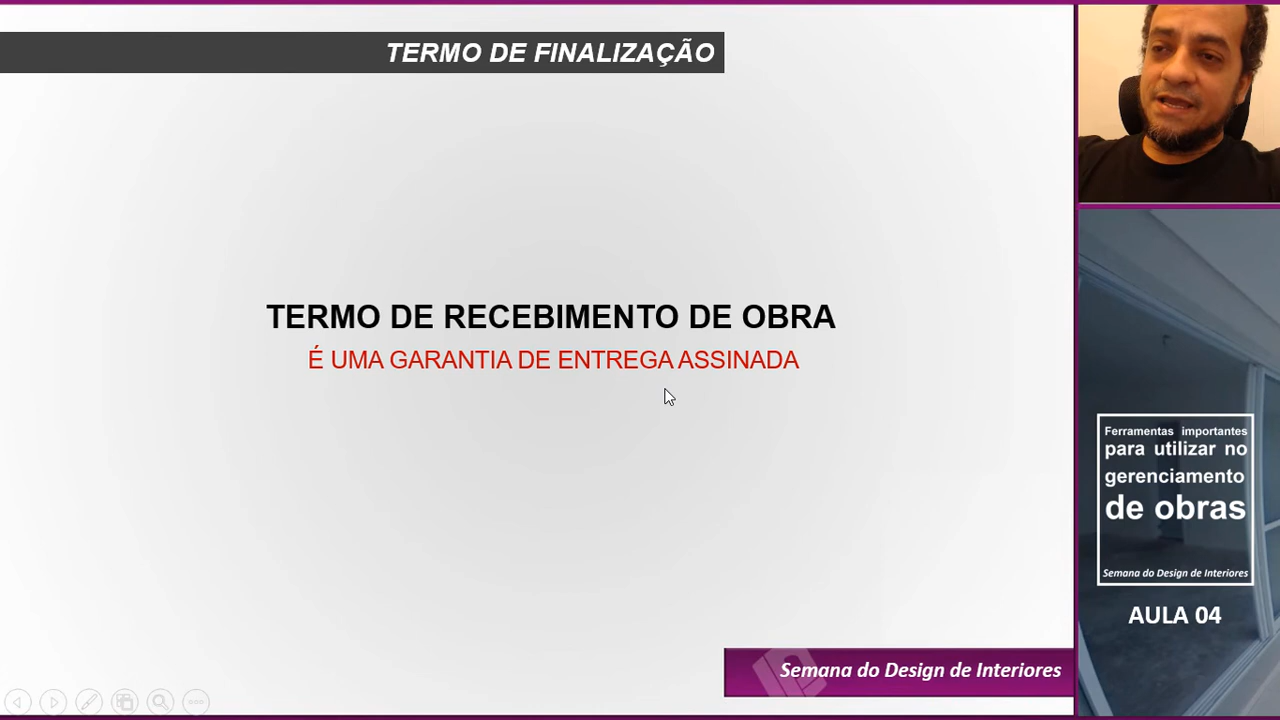 TERMO DE FINALIZAÇÃO
TERMO DE RECEBIMENTO DE OBRA
É UMA GARANTIA DE ENTREGA ASSINADA
Semana do Design de Interiores
Ferramentas importantes
para utilizar no
gerenciamento
de obras
Semana do Design de Interiores
AULA 04